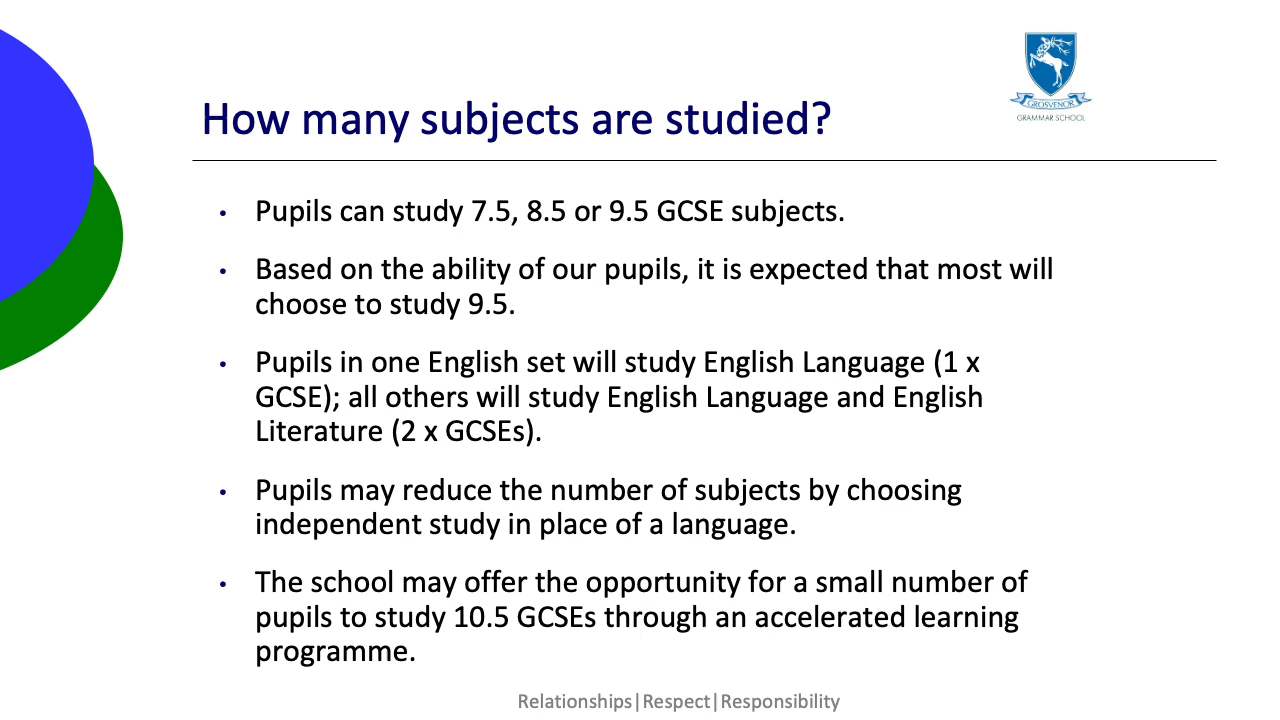 GROSVENOR
GRAMMAR SCHOOL
How many subjects are studied?
• Pupils can study 7.5, 8.5 or 9.5 GCSE subjects.
• Based on the ability of our pupils, it is expected that most will
choose to study 9.5.
• Pupils in one English set will study English Language (1 x
GCSE); all others will study English Language and English
Literature (2 x GCSEs).
• Pupils may reduce the number of subjects by choosing
independent study in place of a language.
• The school may offer the opportunity for a small number of
pupils to study 10.5 GCSEs through an accelerated learning
programme.
Relationships|Respect|Responsibility